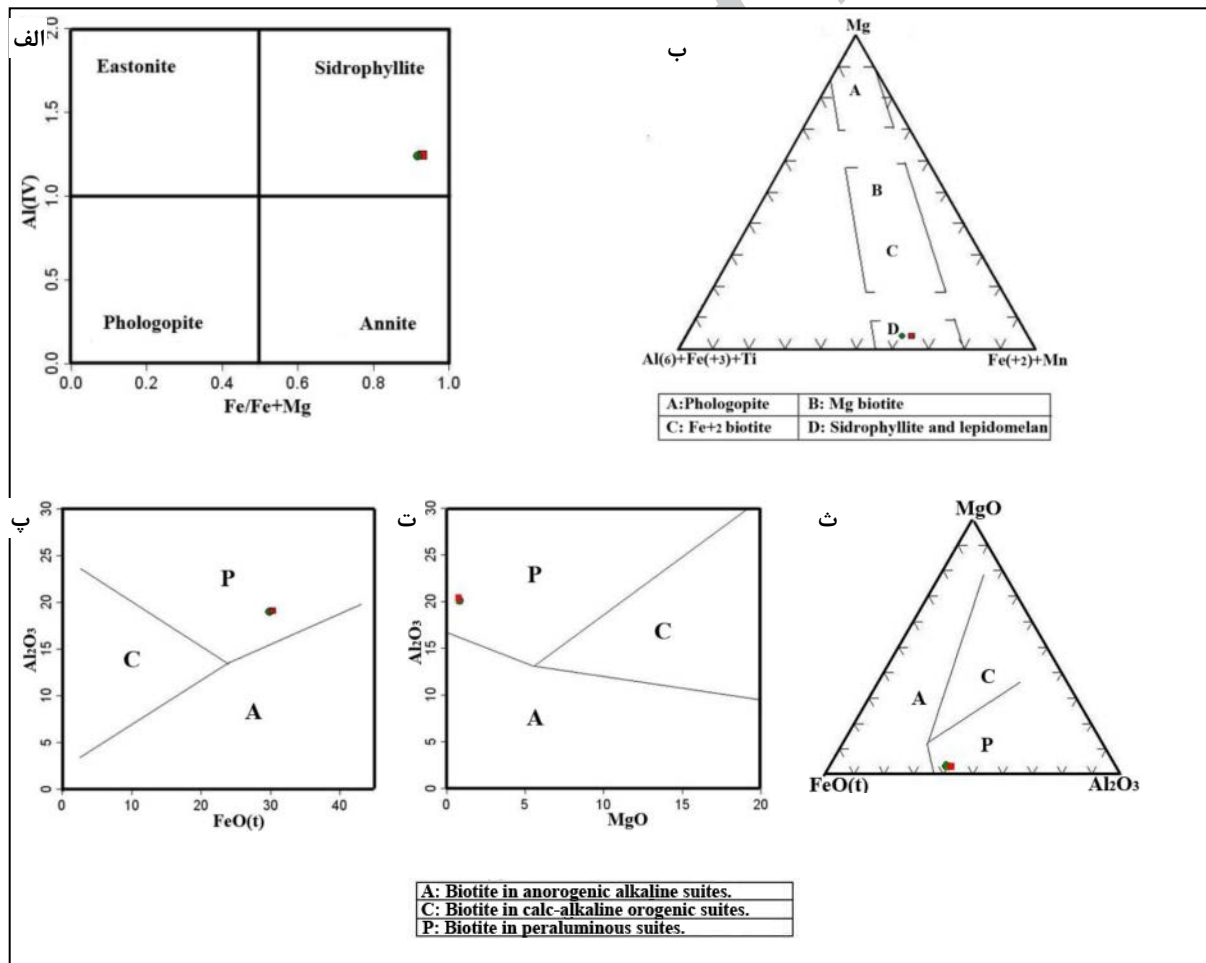 الف
2.0
1.5
1.0
0.5
0.0
Al(IV)
Eastonite
Sidrophyllite
Phologopite
Annite
0.0 0.2 0.4 0.6 0.8 1.0
Fe/Fe+Mg
ب
Mg
A
B
C
D
Al(6)+Fe(+3)+Ti
Fe(+2)+Mn
A:Phologopite B: Mg biotite
C: Fe+2 biotite D: Sidrophyllite and lepidomelan
پ
30
25
20
15
10
5
0
Al₂O₃
P
C
A
0 10 20 30 40
FeO(t)
ت
30
25
20
15
10
5
0
Al₂O₃
P
C
A
0 5 10 15 20
MgO
ث
MgO
A
C
P
FeO(t)
Al₂O₃
A: Biotite in anorogenic alkaline suites.
C: Biotite in calc-alkaline orogenic suites.
P: Biotite in peraluminous suites.